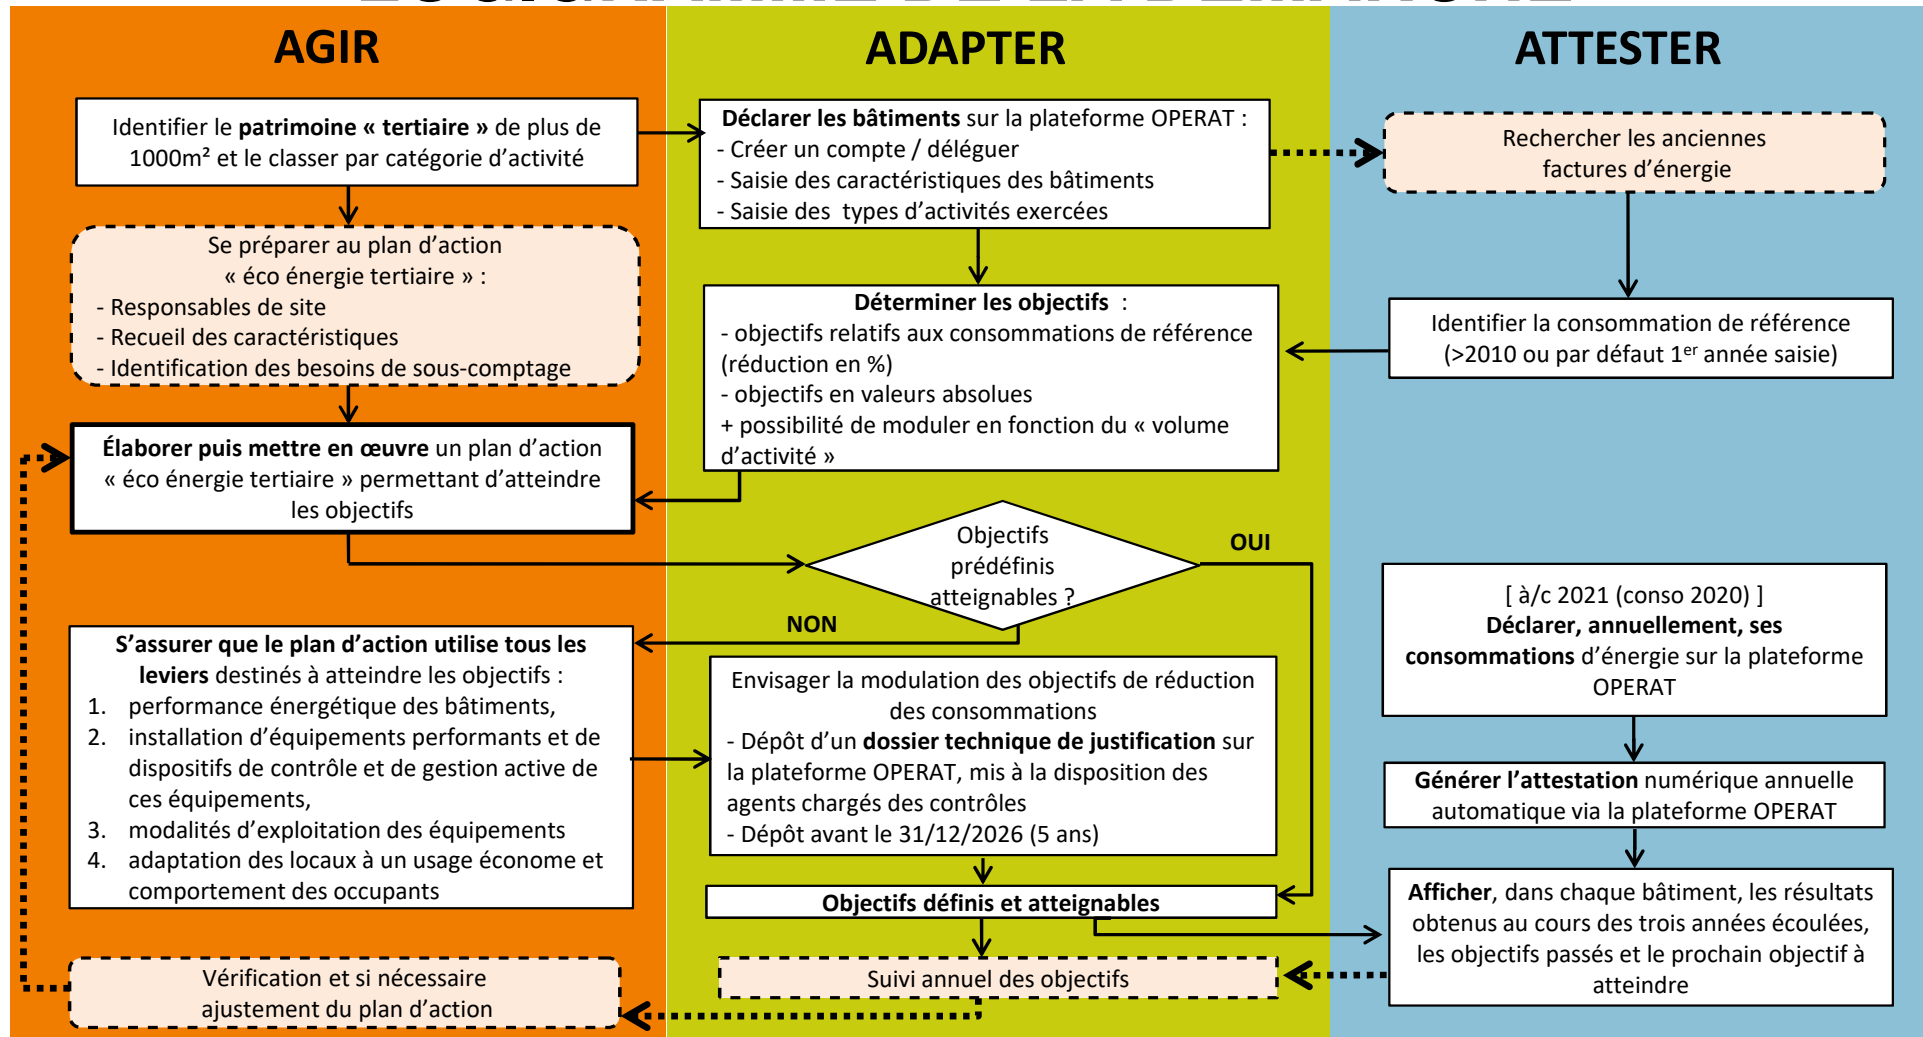 LOGIGRAMME DE LA DEMARCHE
AGIR
Identifier le patrimoine « tertiaire » de plus de
1000m² et le classer par catégorie d’activité
Se préparer au plan d’action
« éco énergie tertiaire » :
- Responsables de site
- Recueil des caractéristiques
- Identification des besoins de sous-comptage
Élaborer puis mettre en œuvre un plan d’action
« éco énergie tertiaire » permettant d’atteindre
les objectifs
S’assurer que le plan d’action utilise tous les
leviers destinés à atteindre les objectifs :
1. performance énergétique des bâtiments,
2. installation d’équipements performants et de
dispositifs de contrôle et de gestion active de
ces équipements,
3. modalités d’exploitation des équipements
4. adaptation des locaux à un usage économe et
comportement des occupants
Vérification et si nécessaire
ajustement du plan d’action
ADAPTER
Déclarer les bâtiments sur la plateforme OPERAT :
- Créer un compte / déléguer
- Saisie des caractéristiques des bâtiments
- Saisie des types d’activités exercées
Déterminer les objectifs :
- objectifs relatifs aux consommations de référence
(réduction en %)
- objectifs en valeurs absolues
+ possibilité de moduler en fonction du « volume
d’activité »
Objectifs
prédéfinis
atteignables ?
OUI
NON
Envisager la modulation des objectifs de réduction
des consommations
- Dépôt d’un dossier technique de justification sur
la plateforme OPERAT, mis à la disposition des
agents chargés des contrôles
- Dépôt avant le 31/12/2026 (5 ans)
Objectifs définis et atteignables
Suivi annuel des objectifs
ATTESTER
Rechercher les anciennes
factures d’énergie
Identifier la consommation de référence
(>2010 ou par défaut 1er année saisie)
[ à/c 2021 (conso 2020) ]
Déclarer, annuellement, ses
consommations d’énergie sur la plateforme
OPERAT
Générer l’attestation numérique annuelle
automatique via la plateforme OPERAT
Afficher, dans chaque bâtiment, les résultats
obtenus au cours des trois années écoulées,
les objectifs passés et le prochain objectif à
atteindre